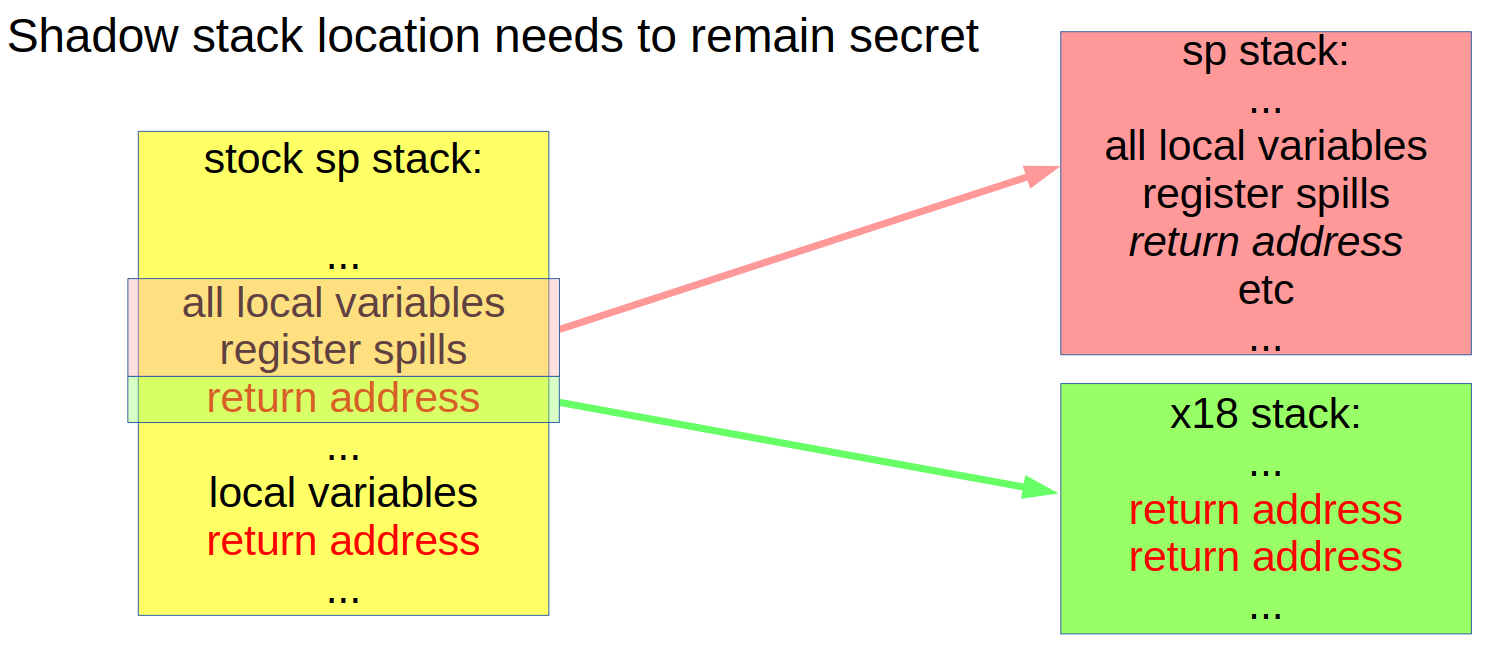 Shadow stack location needs to remain secret
stock sp stack:
...
all local variables
register spills
return address
...
local variables
return address
...
sp stack:
...
all local variables
register spills
return address
etc
...
x18 stack:
...
return address
return address
...